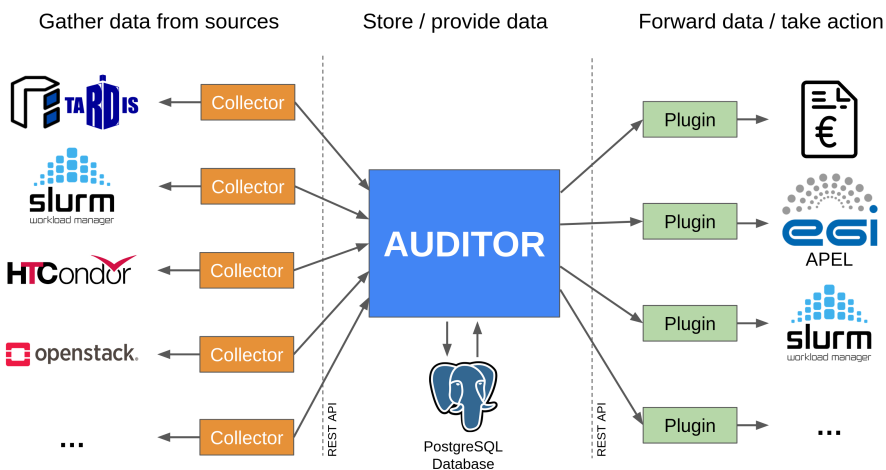 Gather data from sources
Store / provide data
Forward data / take action
TARDIS
Collector
Plugin
€
slurm
workload manager
Collector
Plugin
egi
APEL
AUDITOR
HTCondor
Collector
Plugin
slurm
workload manager
openstack.
Collector
PostgreSQL
Database
REST API
REST API
...
Collector
Plugin
...